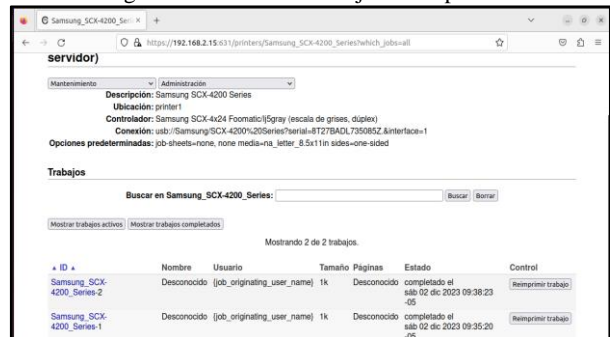 Samsung_SCX-4200_Seri
https://192.168.2.15:631/printers/Samsung_SCX-4200_Series?which_jobs=all
servidor)
Mantenimiento Administración
Descripción: Samsung SCX-4200 Series
Ubicación: printer1
Controlador: Samsung SCX-4x24 Foomatic/lj5gray (escala de grises, dúplex)
Conexión: usb://Samsung/SCX-4200%20Series?serial=8T27BADL735085Z.&interface=1
Opciones predeterminadas: job-sheets=none, none media=na_letter_8.5x11in sides=one-sided
Trabajos
Buscar en Samsung_SCX-4200_Series: Buscar Borrar
Mostrar trabajos activos Mostrar trabajos completados
Mostrando 2 de 2 trabajos.
ID Nombre Usuario Tamaño Páginas Estado Control
Samsung_SCX-4200_Series-2 Desconocido {job_originating_user_name} 1k Desconocido completado el sáb 02 dic 2023 09:38:23 -05 Reimprimir trabajo
Samsung_SCX-4200_Series-1 Desconocido {job_originating_user_name} 1k Desconocido completado el sáb 02 dic 2023 09:35:20 -05 Reimprimir trabajo